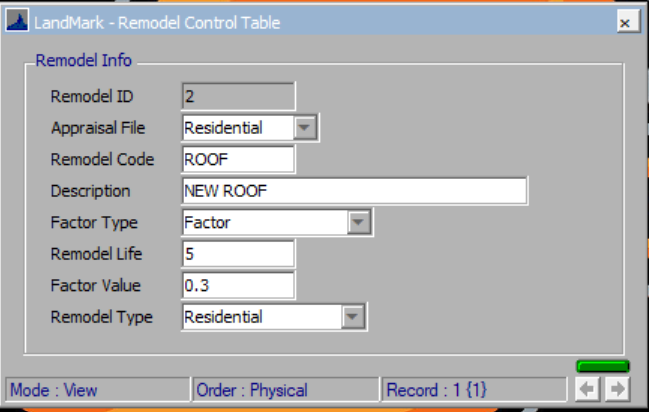 LandMark - Remodel Control Table
Remodel Info
Remodel ID 2
Appraisal File Residential
Remodel Code ROOF
Description NEW ROOF
Factor Type Factor
Remodel Life 5
Factor Value 0.3
Remodel Type Residential
Mode : View Order : Physical Record : 1 {1}